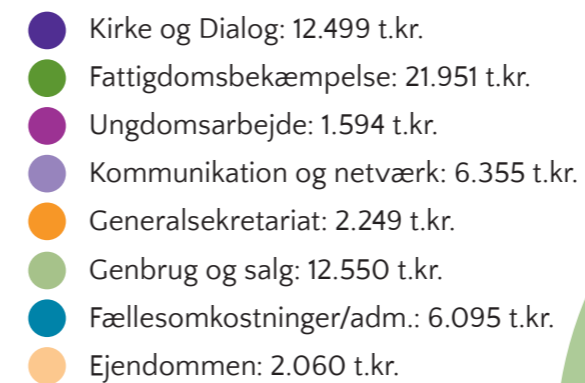 Kirke og Dialog: 12.499 t.kr.
Fattigdomsbekæmpelse: 21.951 t.kr.
Ungdomsarbejde: 1.594 t.kr.
Kommunikation og netværk: 6.355 t.kr.
Generalsekretariat: 2.249 t.kr.
Genbrug og salg: 12.550 t.kr.
Fællesomkostninger/adm.: 6.095 t.kr.
Ejendommen: 2.060 t.kr.